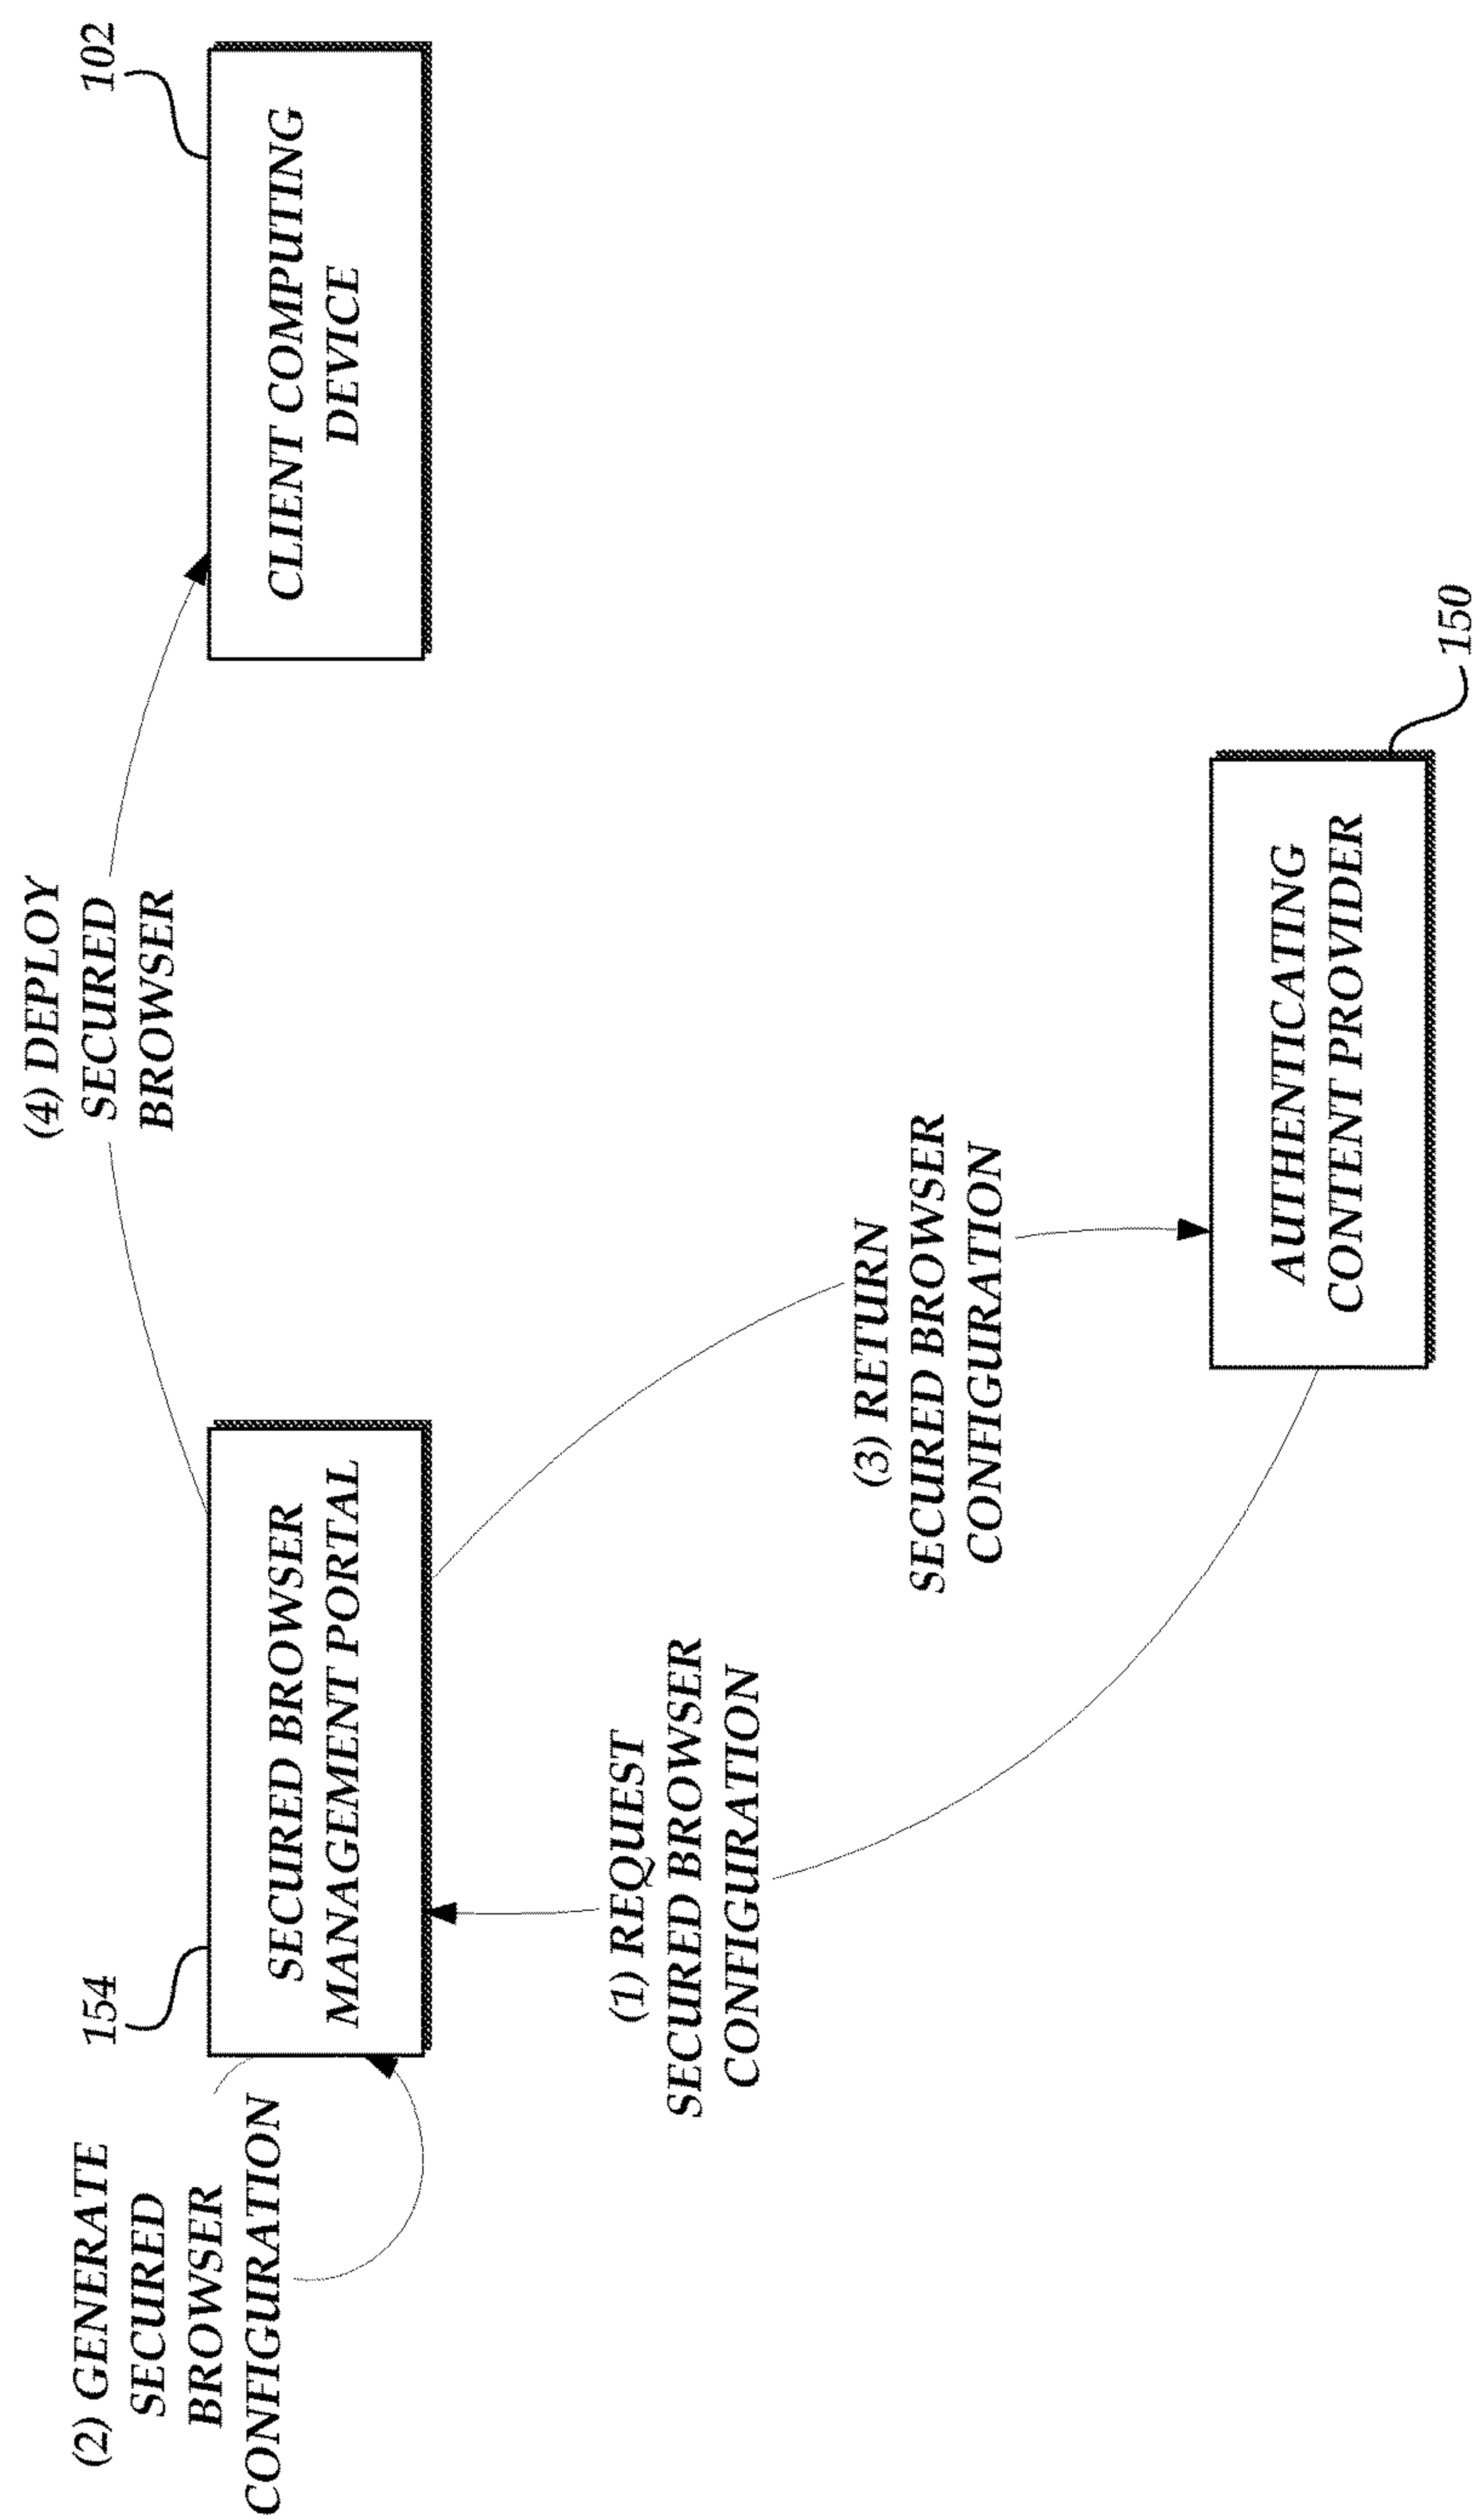 (2) GENERATE
SECURED
BROWSER
CONFIGURATION
154
SECURED BROWSER
MANAGEMENT PORTAL
(4) DEPLOY
SECURED
BROWSER
102
CLIENT COMPUTING
DEVICE
(1) REQUEST
SECURED BROWSER
CONFIGURATION
(3) RETURN
SECURED BROWSER
CONFIGURATION
150
AUTHENTICATING
CONTENT PROVIDER